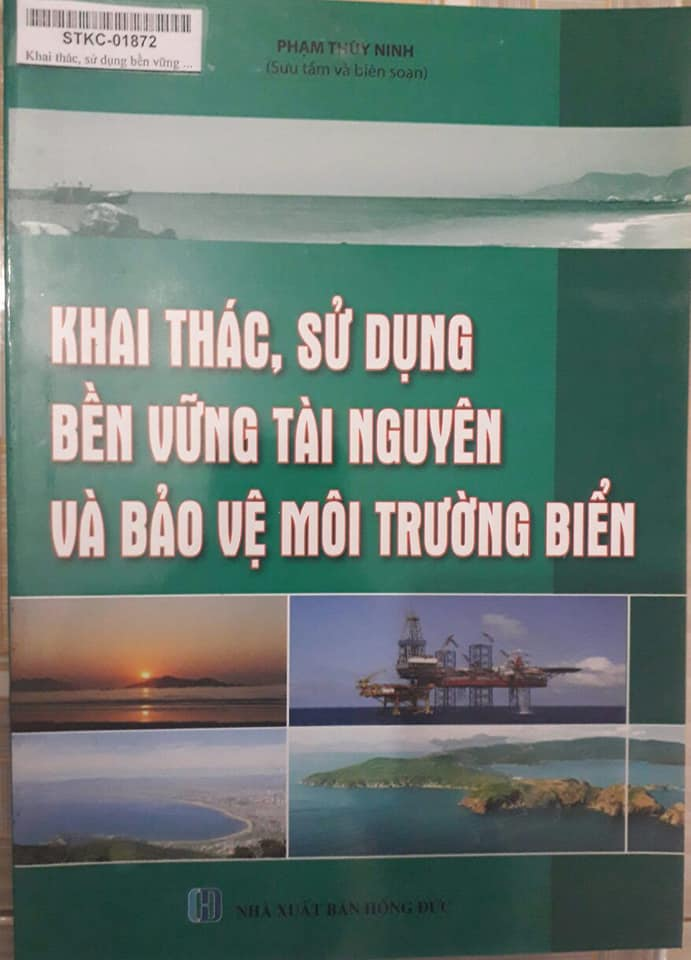 STKC-01872
Khai thác, sử dụng bền vững ...
PHẠM THÚY NINH
(Sưu tầm và biên soạn)
KHAI THÁC, SỬ DỤNG
BỀN VỮNG TÀI NGUYÊN
VÀ BẢO VỆ MÔI TRƯỜNG BIỂN
NHÀ XUẤT BẢN HỒNG ĐỨC